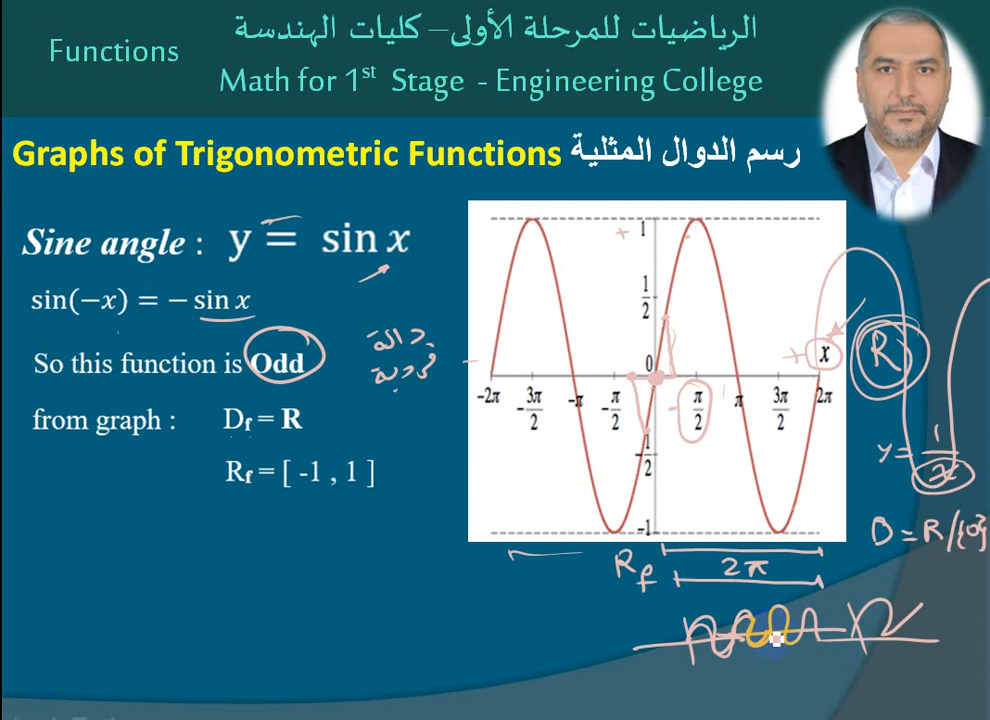 Functions
الرياضيات للمرحلة الأولى – كليات الهندسة
Math for 1st Stage - Engineering College
Graphs of Trigonometric Functions رسم الدوال المثلية
Sine angle : y = sin x
sin(−x) = − sin x
So this function is Odd
دالة
فردية
from graph : Df = R
Rf = [ -1 , 1 ]
+
1
1/2
0
-2π
-3π/2
-π
-π/2
π/2
π
3π/2
2π
-1/2
-1
+
x
R
y = 1/x
D = R/{0}
Rf
2π